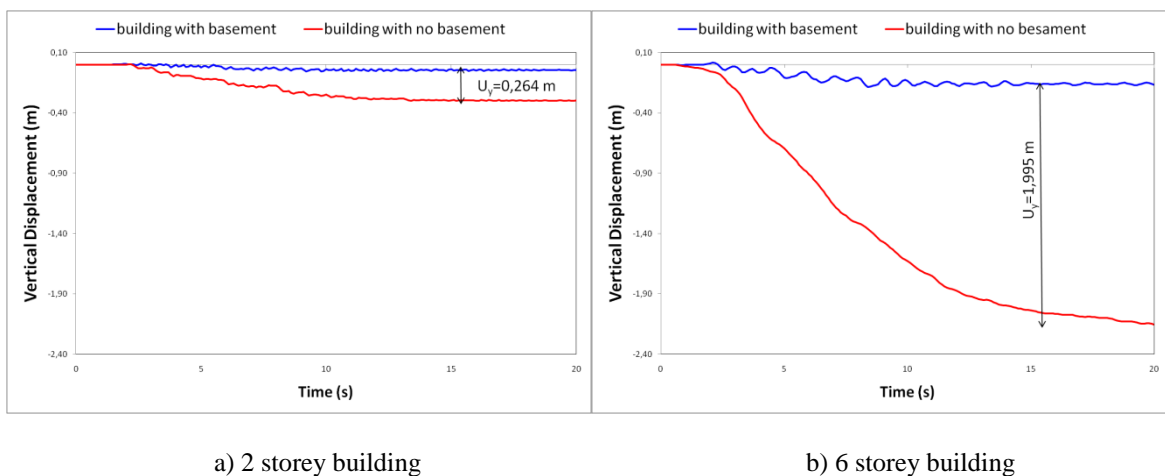 building with basement building with no basement
0,10
-0,40
-0,90
-1,40
-1,90
-2,40
Vertical Displacement (m)
Uy=0,264 m
0 5 10 15 20
Time (s)
building with basement building with no besament
0,10
-0,40
-0,90
-1,40
-1,90
-2,40
Vertical Displacement (m)
Uy=1,995 m
0 5 10 15 20
Time (s)
a) 2 storey building
b) 6 storey building